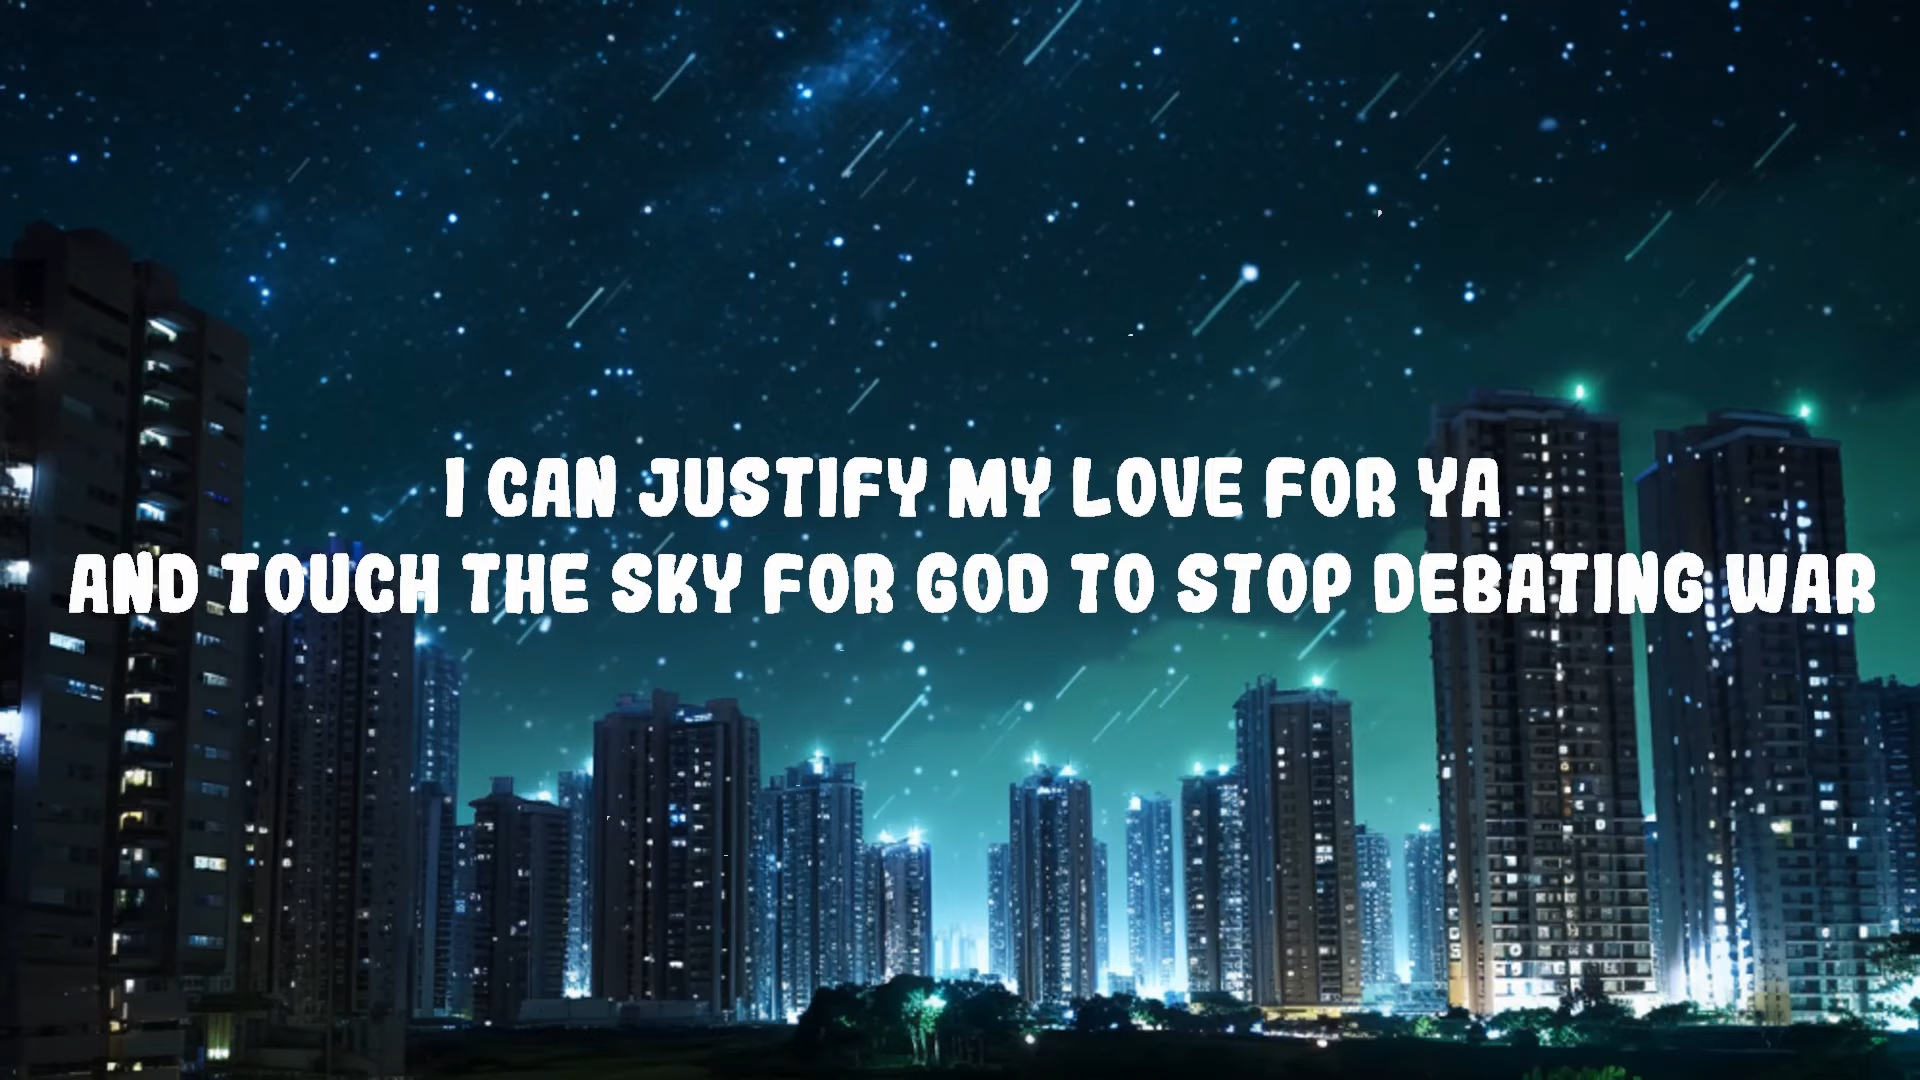 I CAN JUSTIFY MY LOVE FOR YA
AND TOUCH THE SKY FOR GOD TO STOP DEBATING WAR